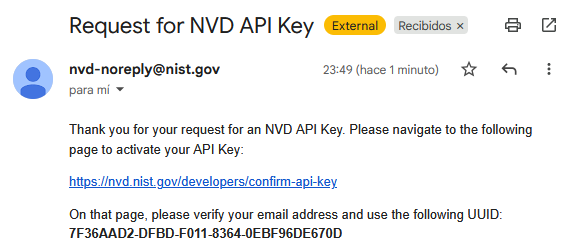 Request for NVD API Key External Recibidos ×
nvd-noreply@nist.gov 23:49 (hace 1 minuto)
para mí
Thank you for your request for an NVD API Key. Please navigate to the following
page to activate your API Key:
https://nvd.nist.gov/developers/confirm-api-key
On that page, please verify your email address and use the following UUID:
7F36AAD2-DFBD-F011-8364-0EBF96DE670D